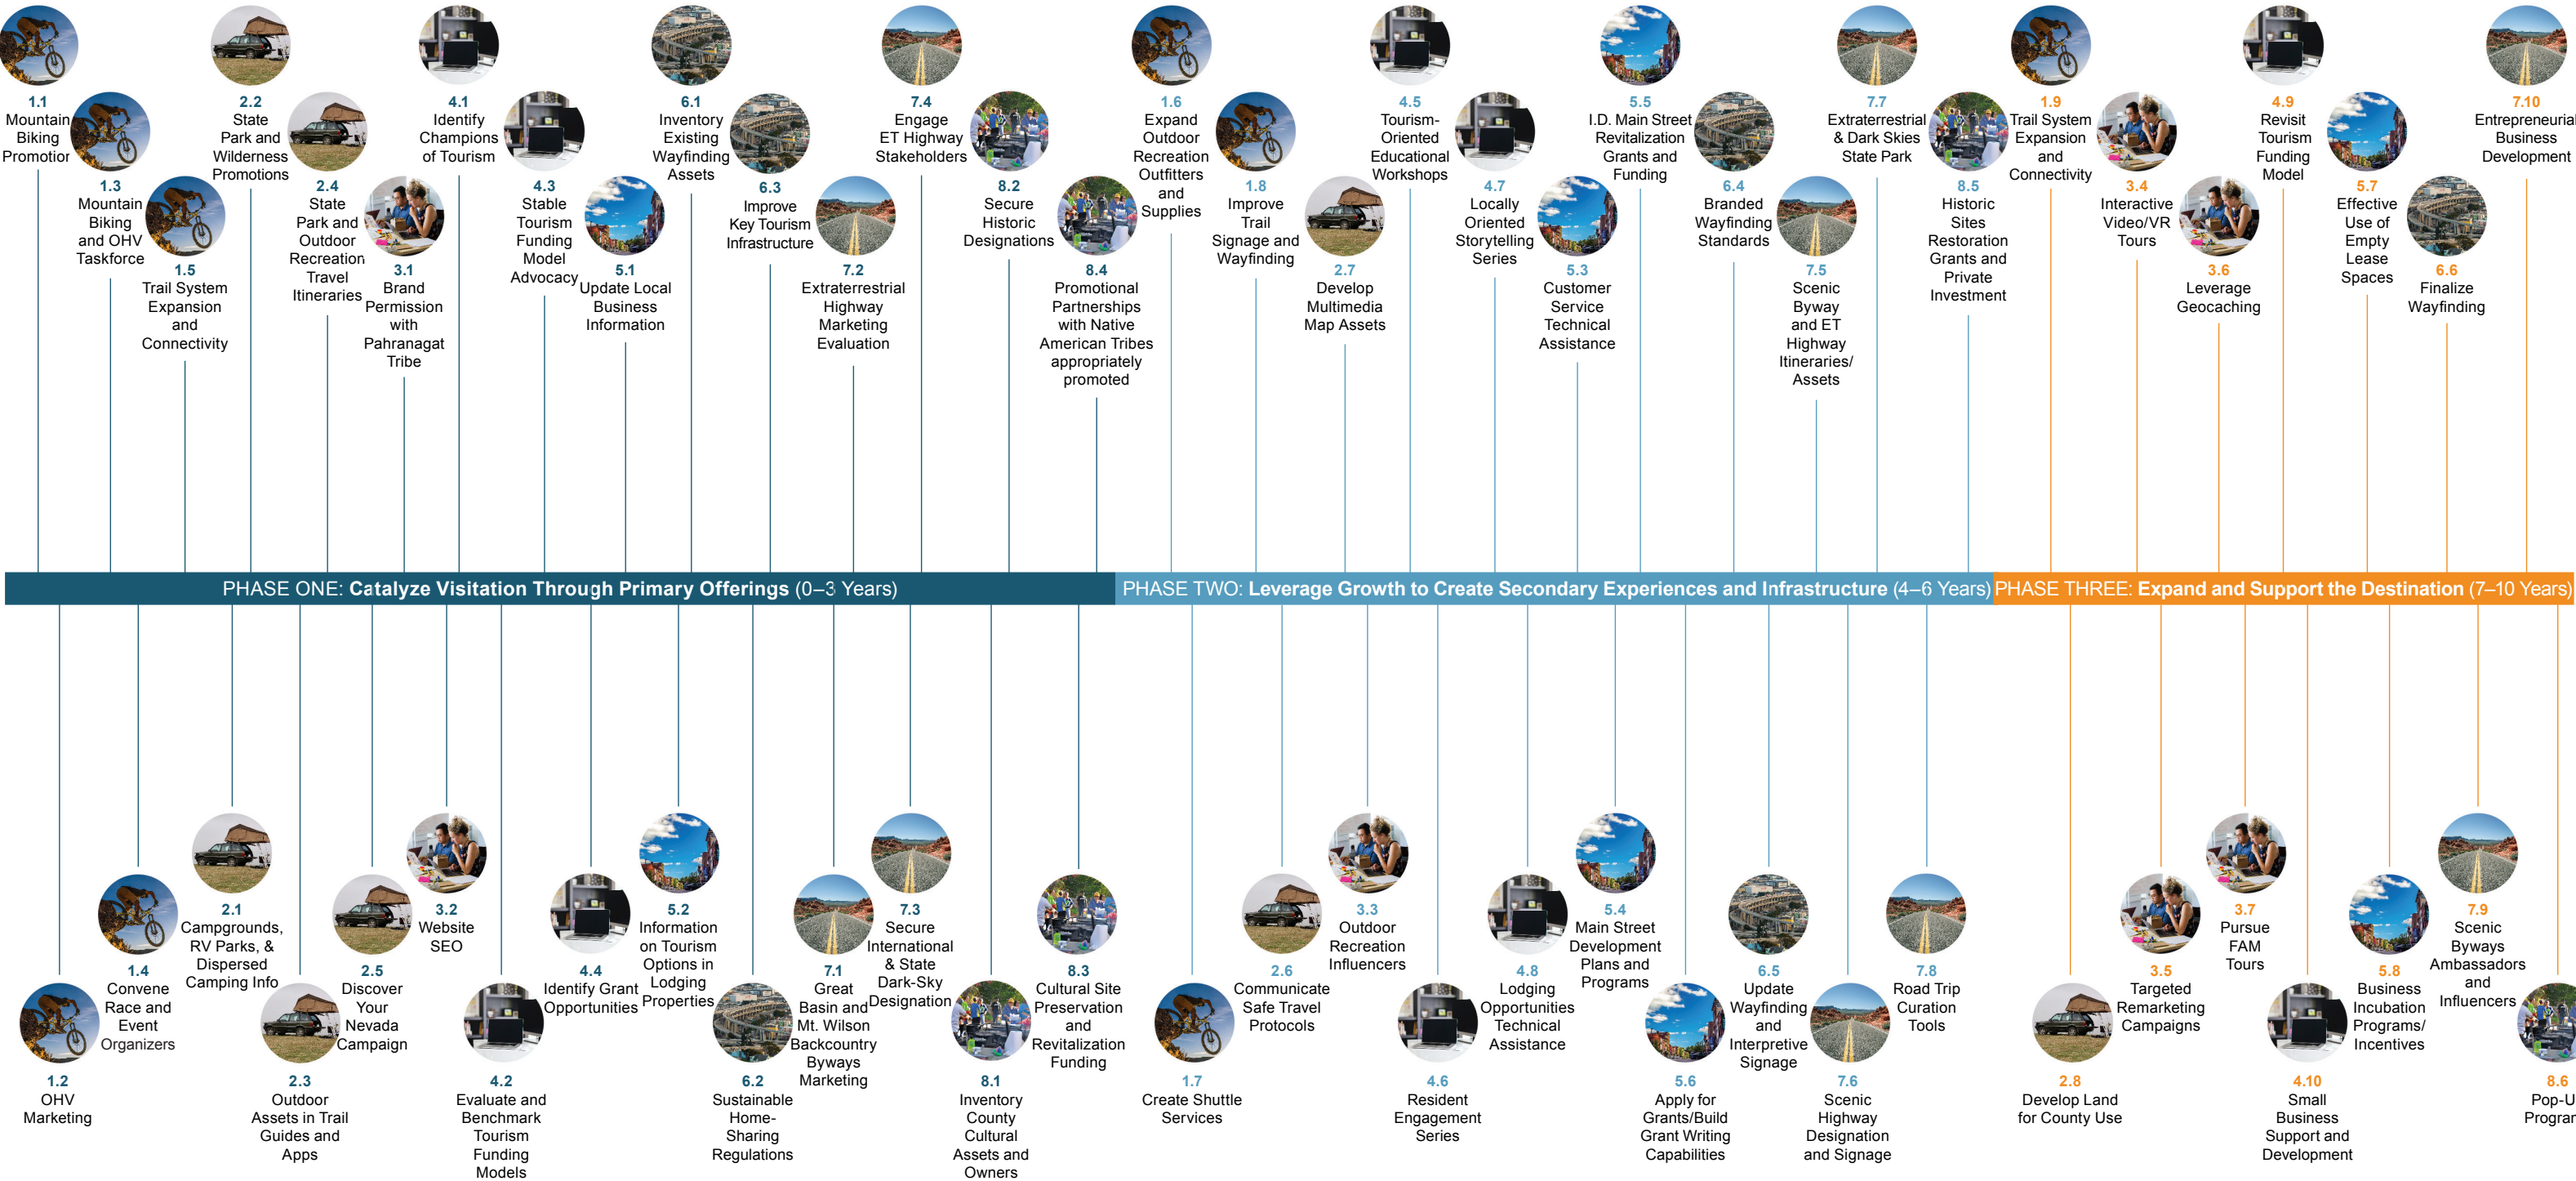 1.1
Mountain
Biking
Promotion
1.3
Mountain
Biking
and OHV
Taskforce
1.5
Trail System
Expansion
and
Connectivity
2.2
State
Park and
Wilderness
Promotions
2.4
State
Park and
Outdoor
Recreation
Travel
Itineraries
3.1
Brand
Permission
with
Pahranagat
Tribe
4.1
Identify
Champions
of Tourism
4.3
Stable
Tourism
Funding
Model
Advocacy
5.1
Update Local
Business
Information
6.1
Inventory
Existing
Wayfinding
Assets
6.3
Improve
Key Tourism
Infrastructure
7.2
Extraterrestrial
Highway
Marketing
Evaluation
7.4
Engage
ET Highway
Stakeholders
8.2
Secure
Historic
Designations
8.4
Promotional
Partnerships
with Native
American Tribes
appropriately
promoted
1.6
Expand
Outdoor
Recreation
Outfitters
and
Supplies
1.8
Improve
Trail
Signage and
Wayfinding
2.7
Develop
Multimedia
Map Assets
4.5
Tourism-
Oriented
Educational
Workshops
4.7
Locally
Oriented
Storytelling
Series
5.3
Customer
Service
Technical
Assistance
5.5
I.D. Main Street
Revitalization
Grants and
Funding
6.4
Branded
Wayfinding
Standards
7.5
Scenic
Byway
and ET
Highway
Itineraries/
Assets
7.7
Extraterrestrial
& Dark Skies
State Park
8.5
Historic
Sites
Restoration
Grants and
Private
Investment
1.9
Trail System
Expansion
and
Connectivity
3.4
Interactive
Video/VR
Tours
3.6
Leverage
Geocaching
4.9
Revisit
Tourism
Funding
Model
5.7
Effective
Use of
Empty
Lease
Spaces
6.6
Finalize
Wayfinding
7.10
Entrepreneurial
Business
Development
PHASE ONE: Catalyze Visitation Through Primary Offerings (0–3 Years)
PHASE TWO: Leverage Growth to Create Secondary Experiences and Infrastructure (4–6 Years)
PHASE THREE: Expand and Support the Destination (7–10 Years)
1.2
OHV
Marketing
1.4
Convene
Race and
Event
Organizers
2.1
Campgrounds,
RV Parks, &
Dispersed
Camping Info
2.3
Outdoor
Assets in Trail
Guides and
Apps
2.5
Discover
Your
Nevada
Campaign
3.2
Website
SEO
4.2
Evaluate and
Benchmark
Tourism
Funding
Models
4.4
Identify Grant
Opportunities
5.2
Information
on Tourism
Options in
Lodging
Properties
6.2
Sustainable
Home-
Sharing
Regulations
7.1
Great
Basin and
Mt. Wilson
Backcountry
Byways
Marketing
7.3
Secure
International
& State
Dark-Sky
Designation
8.1
Inventory
County
Cultural
Assets and
Owners
8.3
Cultural Site
Preservation
and
Revitalization
Funding
1.7
Create Shuttle
Services
2.6
Communicate
Safe Travel
Protocols
3.3
Outdoor
Recreation
Influencers
4.6
Resident
Engagement
Series
4.8
Lodging
Opportunities
Technical
Assistance
5.4
Main Street
Development
Plans and
Programs
5.6
Apply for
Grants/Build
Grant Writing
Capabilities
6.5
Update
Wayfinding
and
Interpretive
Signage
7.6
Scenic
Highway
Designation
and Signage
7.8
Road Trip
Curation
Tools
2.8
Develop Land
for County Use
3.5
Targeted
Remarketing
Campaigns
3.7
Pursue
FAM
Tours
4.10
Small
Business
Support and
Development
5.8
Business
Incubation
Programs/
Incentives
7.9
Scenic
Byways
Ambassadors
and
Influencers
8.6
Pop-U
Progra